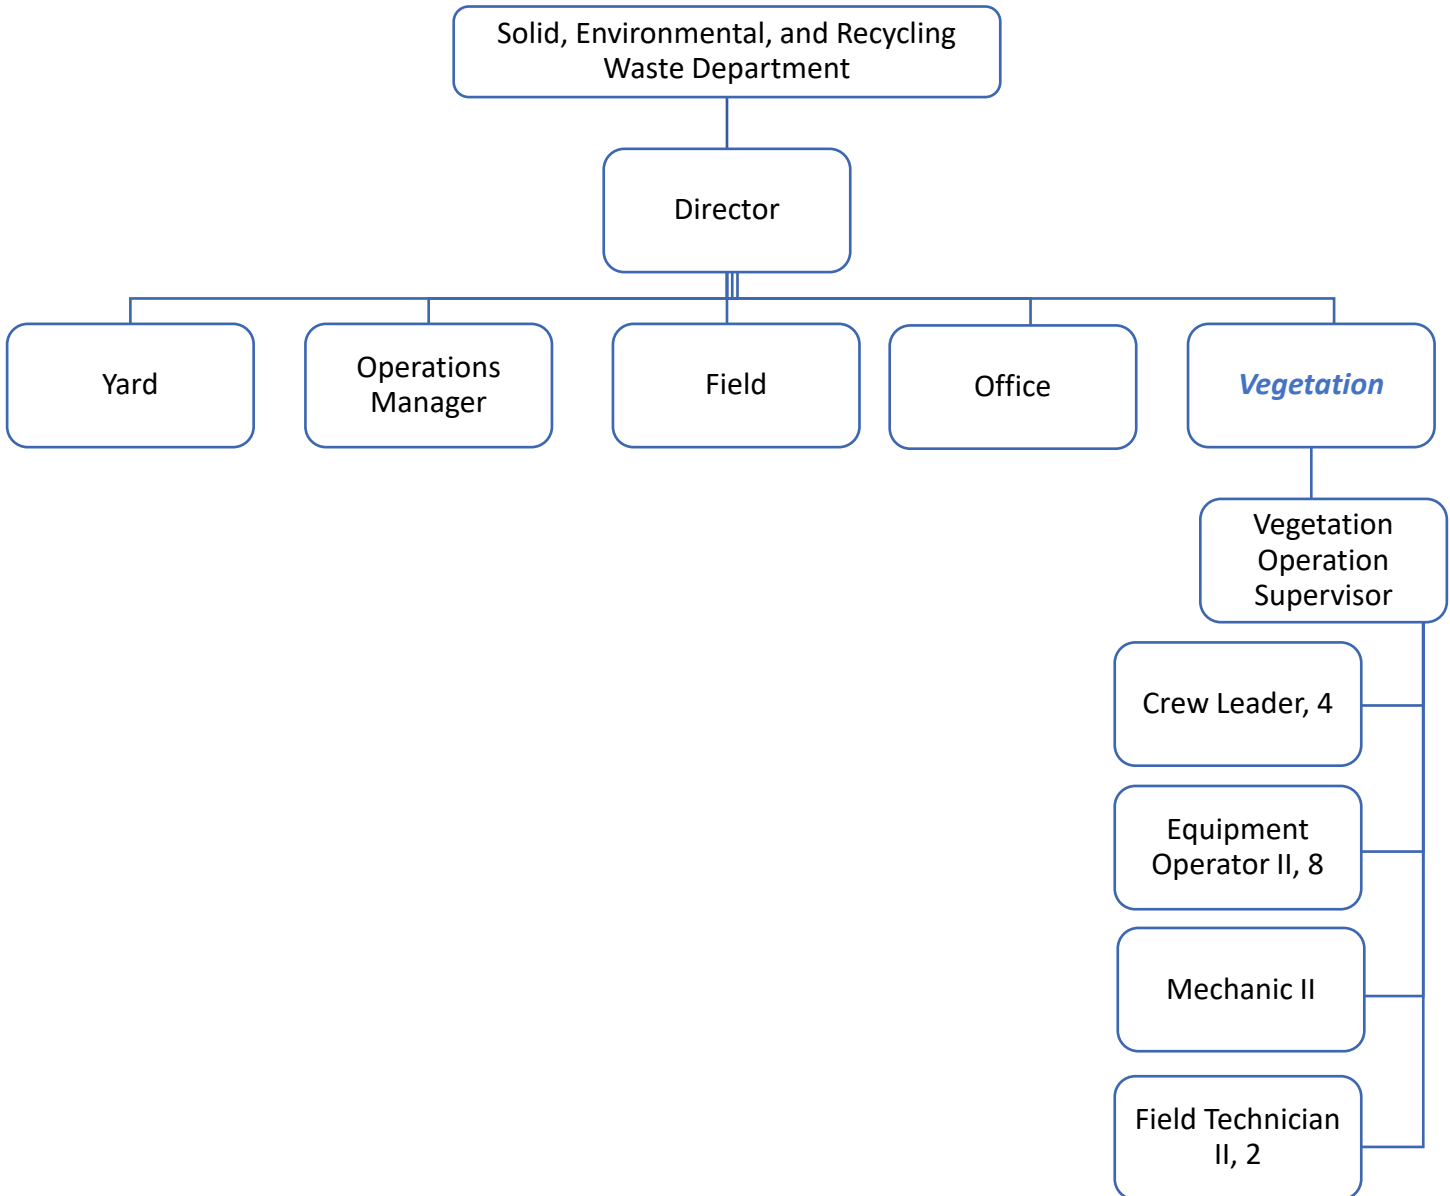 Solid, Environmental, and Recycling
Waste Department
Director
Yard
Operations
Manager
Field
Office
Vegetation
Vegetation
Operation
Supervisor
Crew Leader, 4
Equipment
Operator II, 8
Mechanic II
Field Technician
II, 2